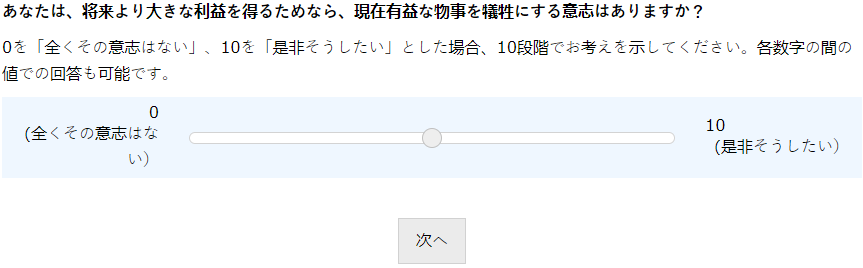 あなたは、将来より大きな利益を得るためなら、現在有益な物事を犠牲にする意志はありますか？
0を「全くその意志はない」、10を「是非そうしたい」とした場合、10段階でお考えを示してください。各数字の間の
値での回答も可能です。
0
(全くその意志はな
い）
10
(是非そうしたい）
次へ